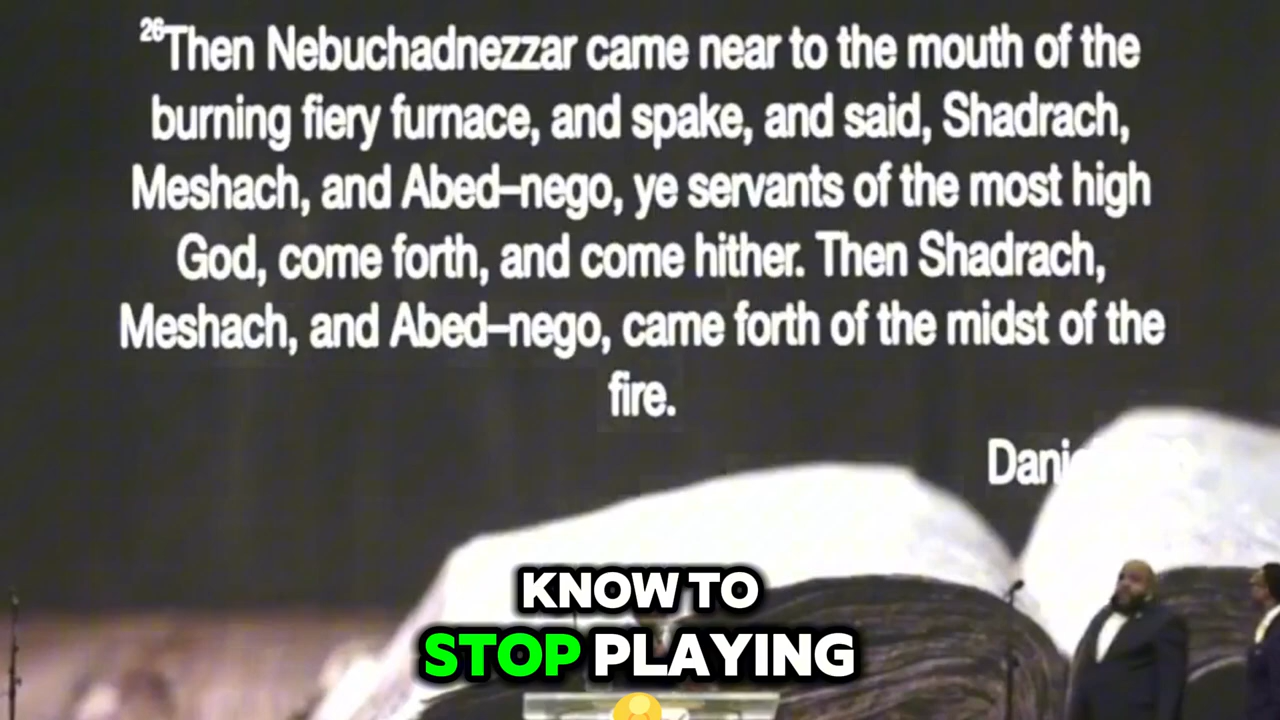 26Then Nebuchadnezzar came near to the mouth of the
burning fiery furnace, and spake, and said, Shadrach,
Meshach, and Abed–nego, ye servants of the most high
God, come forth, and come hither. Then Shadrach,
Meshach, and Abed–nego, came forth of the midst of the
fire.
KNOW TO
STOP PLAYING